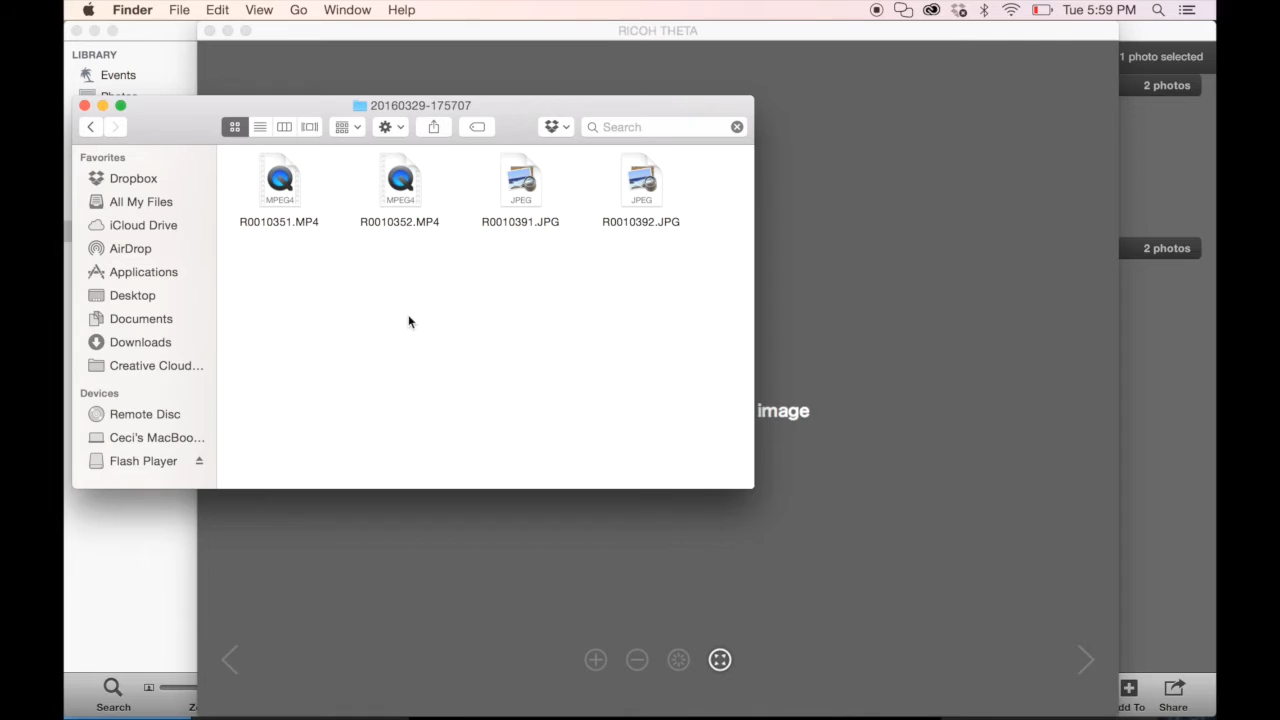 Finder File Edit View Go Window Help Tue 5:59 PM
RICOH THETA
LIBRARY
Events
1 photo selected
2 photos
20160329-175707
Search
Favorites
Dropbox
All My Files
iCloud Drive
AirDrop
Applications
Desktop
Documents
Downloads
Creative Cloud...
Devices
Remote Disc
Ceci's MacBoo...
Flash Player
MPEG4 MPEG4 JPEG JPEG
R0010351.MP4 R0010352.MP4 R0010391.JPG R0010392.JPG
2 photos
image
Search
dd To Share